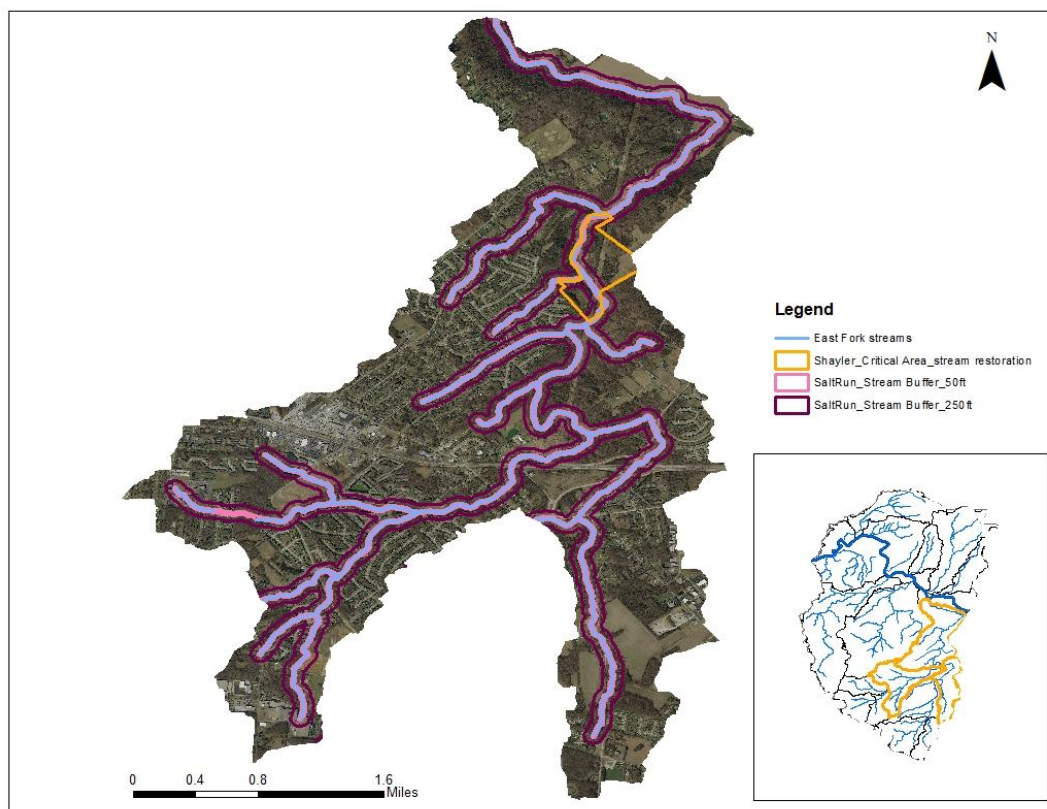 N
Legend
East Fork streams
Shayler_Critical Area_stream restoration
SaltRun_Stream Buffer_50ft
SaltRun_Stream Buffer_250ft
0 0.4 0.8 1.6
Miles